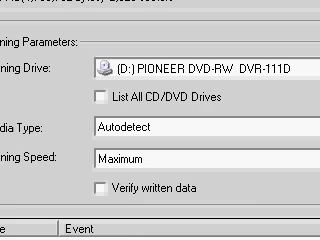 ning Parameters:
ning Drive: (D:) PIONEER DVD-RW DVR-111D
List All CD/DVD Drives
dia Type: Autodetect
ning Speed: Maximum
Verify written data
e Event